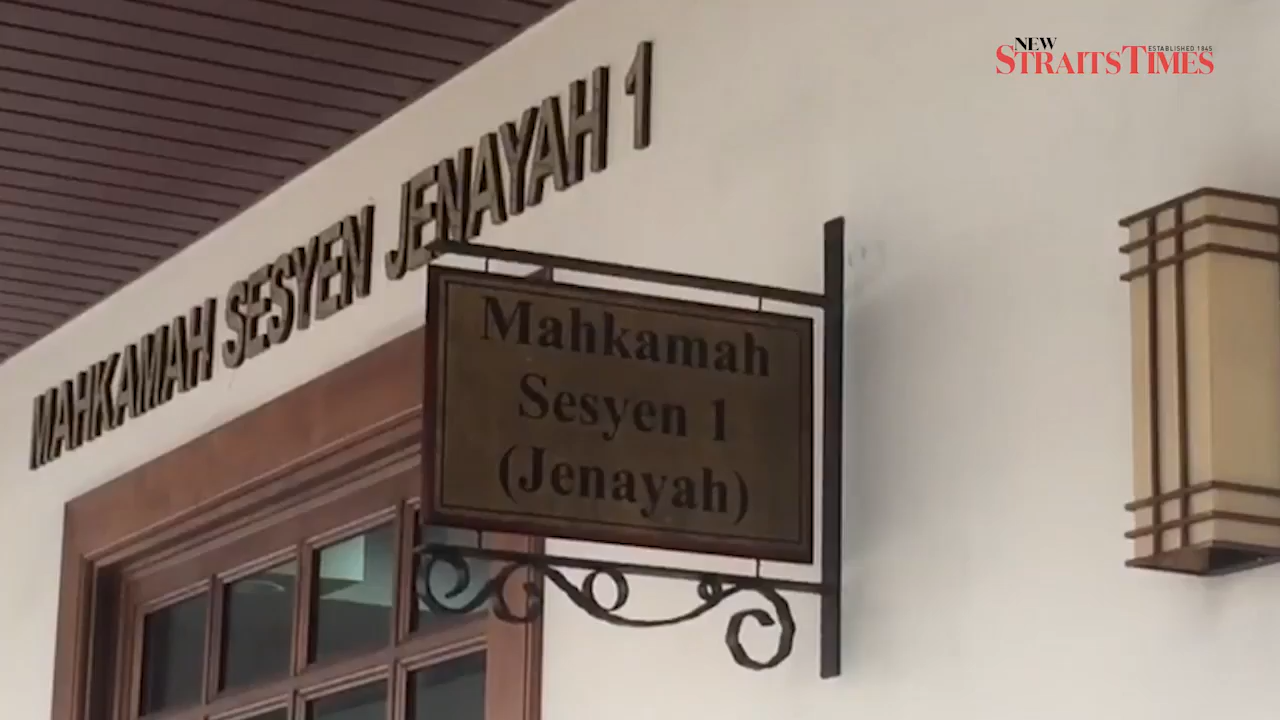 NEW
STRAITS TIMES
ESTABLISHED 1845
MAHKAMAH SESYEN JENAYAH 1
Mahkamah
Sesyen 1
(Jenayah)